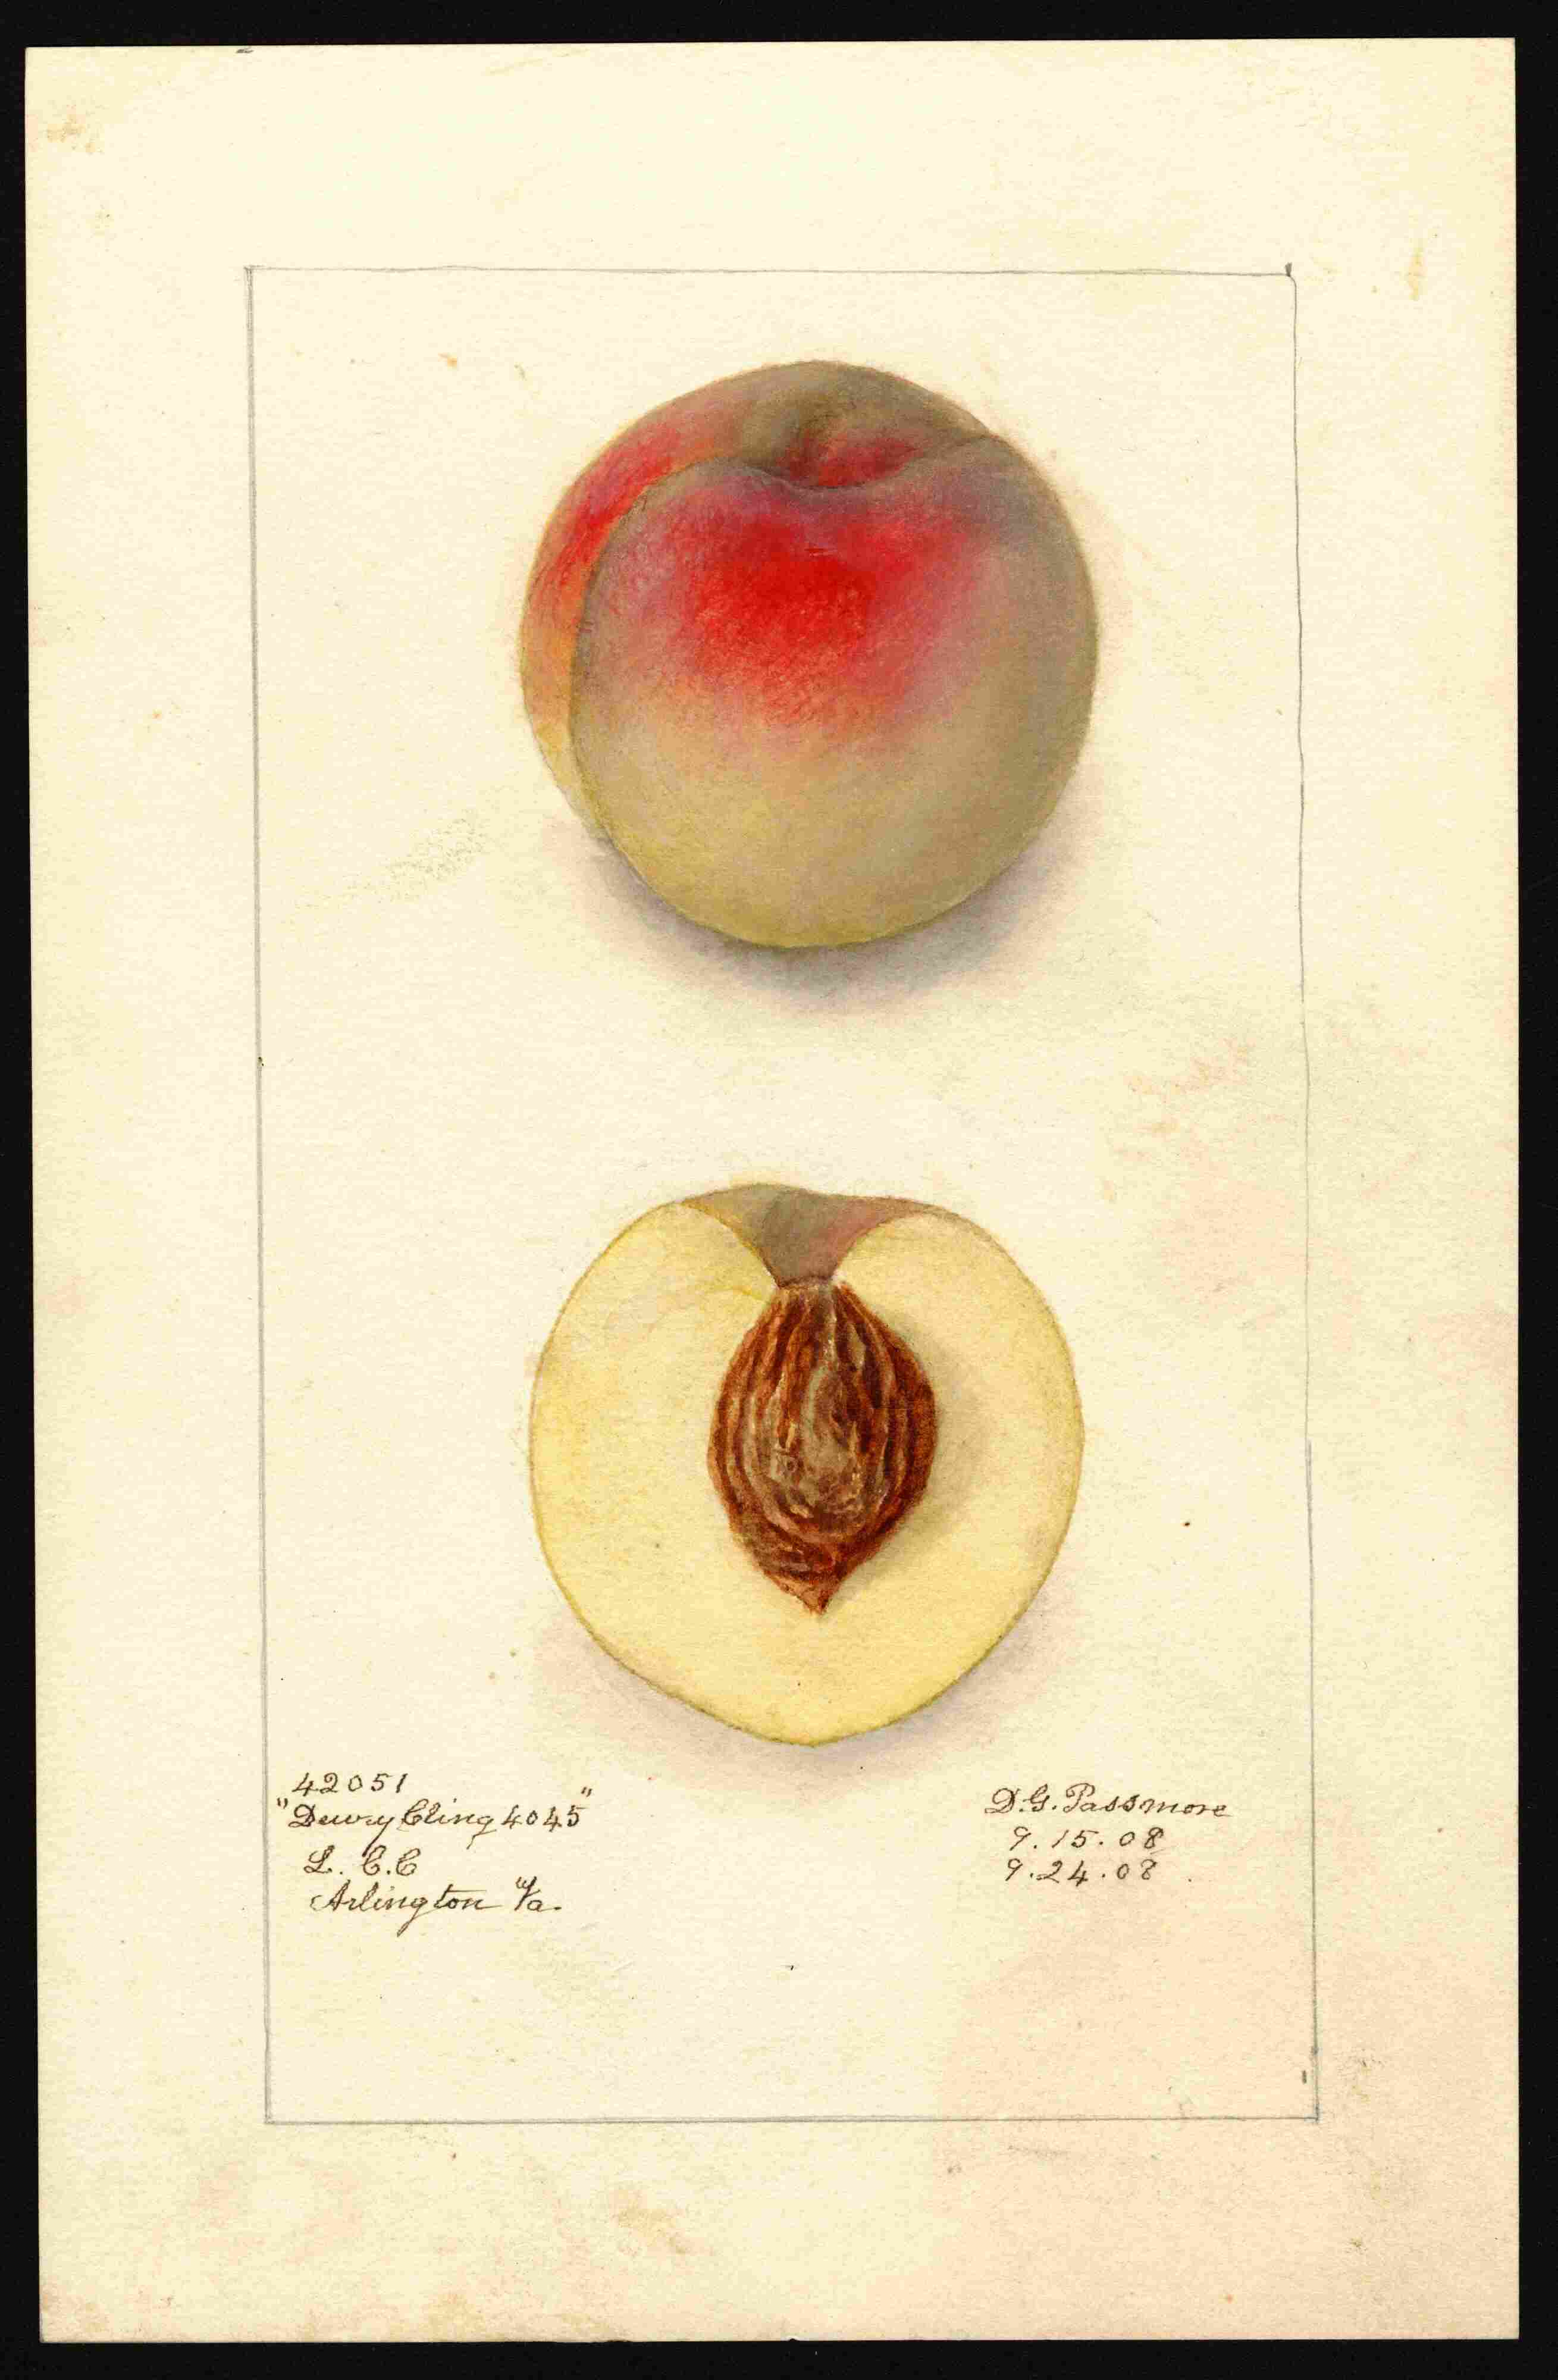 42051
"Dewey Cling 4045"
L. C. C
Arlington Va.
D. G. Passmore
9. 15. 08
9. 24. 08